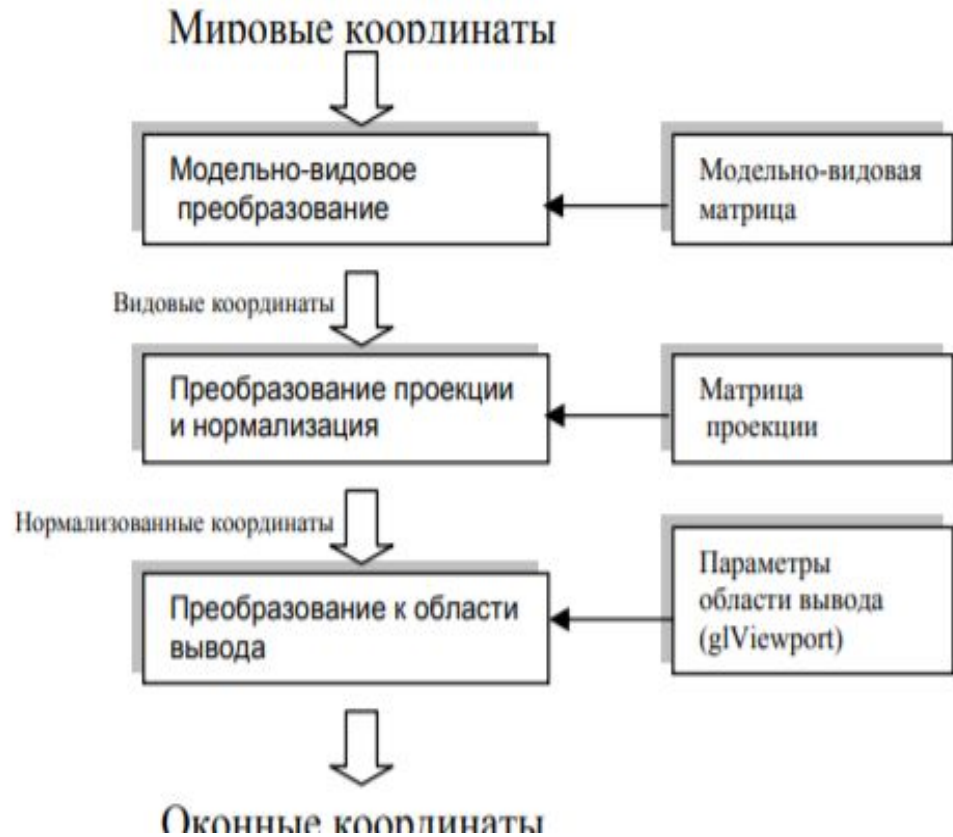 Мировые координаты
Модельно-видовое
преобразование
Модельно-видовая
матрица
Видовые координаты
Преобразование проекции
и нормализация
Матрица
проекции
Нормализованные координаты
Преобразование к области
вывода
Параметры
области вывода
(glViewport)
Оконные координаты